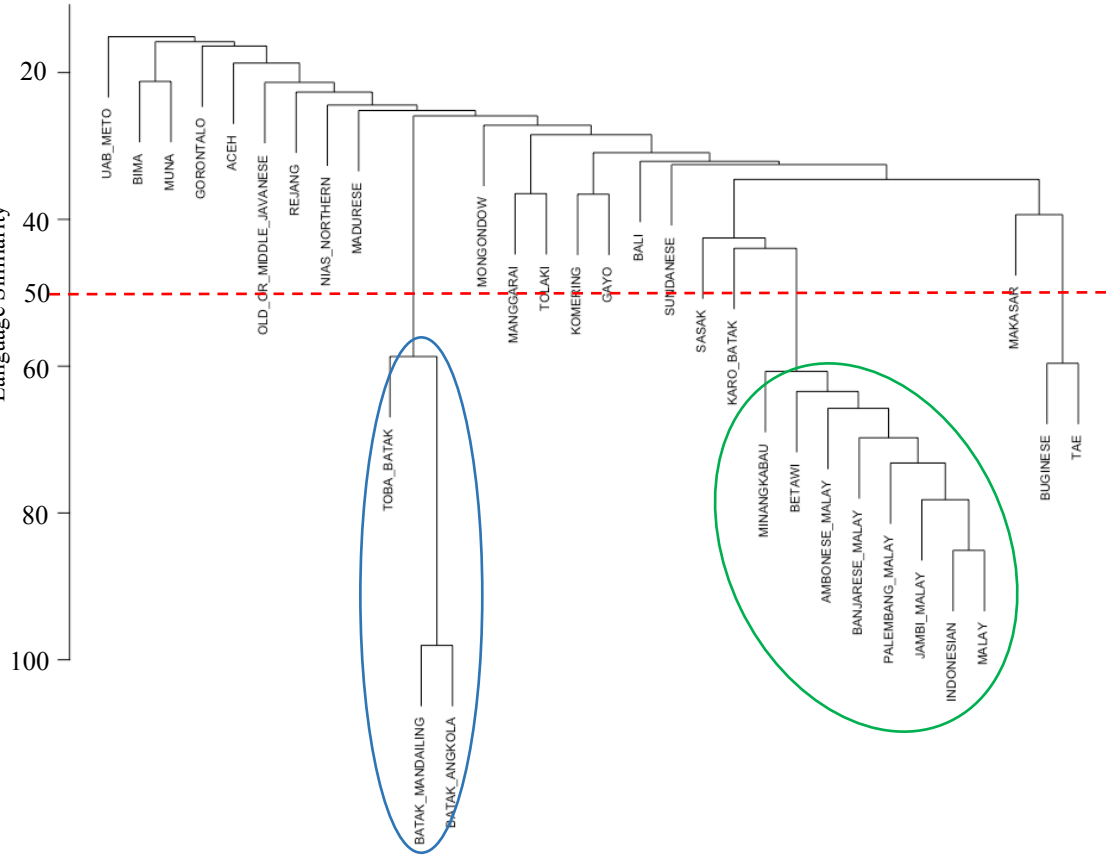 20
40
50
60
80
100
UAB_METO
BIMA
MUNA
GORONTALO
ACEH
OLD_OR_MIDDLE_JAVANESE
REJANG
NIAS_NORTHERN
MADURESE
TOBA_BATAK
BATAK_MANDAILING
BATAK_ANGKOLA
MONGONDOW
MANGGARAI
TOLAKI
KOMERING
GAYO
BALI
SUNDANESE
SASAK
KARO_BATAK
MINANGKABAU
BETAWI
AMBONESE_MALAY
BANJARESE_MALAY
PALEMBANG_MALAY
JAMBI_MALAY
INDONESIAN
MALAY
MAKASAR
BUGINESE
TAE